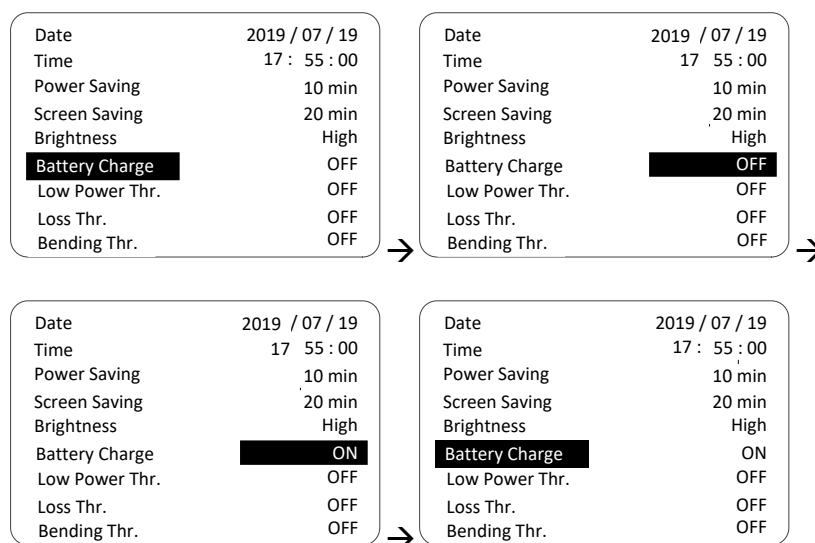 Date 2019 / 07 / 19
Time 17 : 55 : 00
Power Saving 10 min
Screen Saving 20 min
Brightness High
Battery Charge OFF
Low Power Thr. OFF
Loss Thr. OFF
Bending Thr. OFF
→
Date 2019 / 07 / 19
Time 17 55 : 00
Power Saving 10 min
Screen Saving 20 min
Brightness High
Battery Charge OFF
Low Power Thr. OFF
Loss Thr. OFF
Bending Thr. OFF
→
Date 2019 / 07 / 19
Time 17 55 : 00
Power Saving 10 min
Screen Saving 20 min
Brightness High
Battery Charge ON
Low Power Thr. OFF
Loss Thr. OFF
Bending Thr. OFF
→
Date 2019 / 07 / 19
Time 17 : 55 : 00
Power Saving 10 min
Screen Saving 20 min
Brightness High
Battery Charge ON
Low Power Thr. OFF
Loss Thr. OFF
Bending Thr. OFF